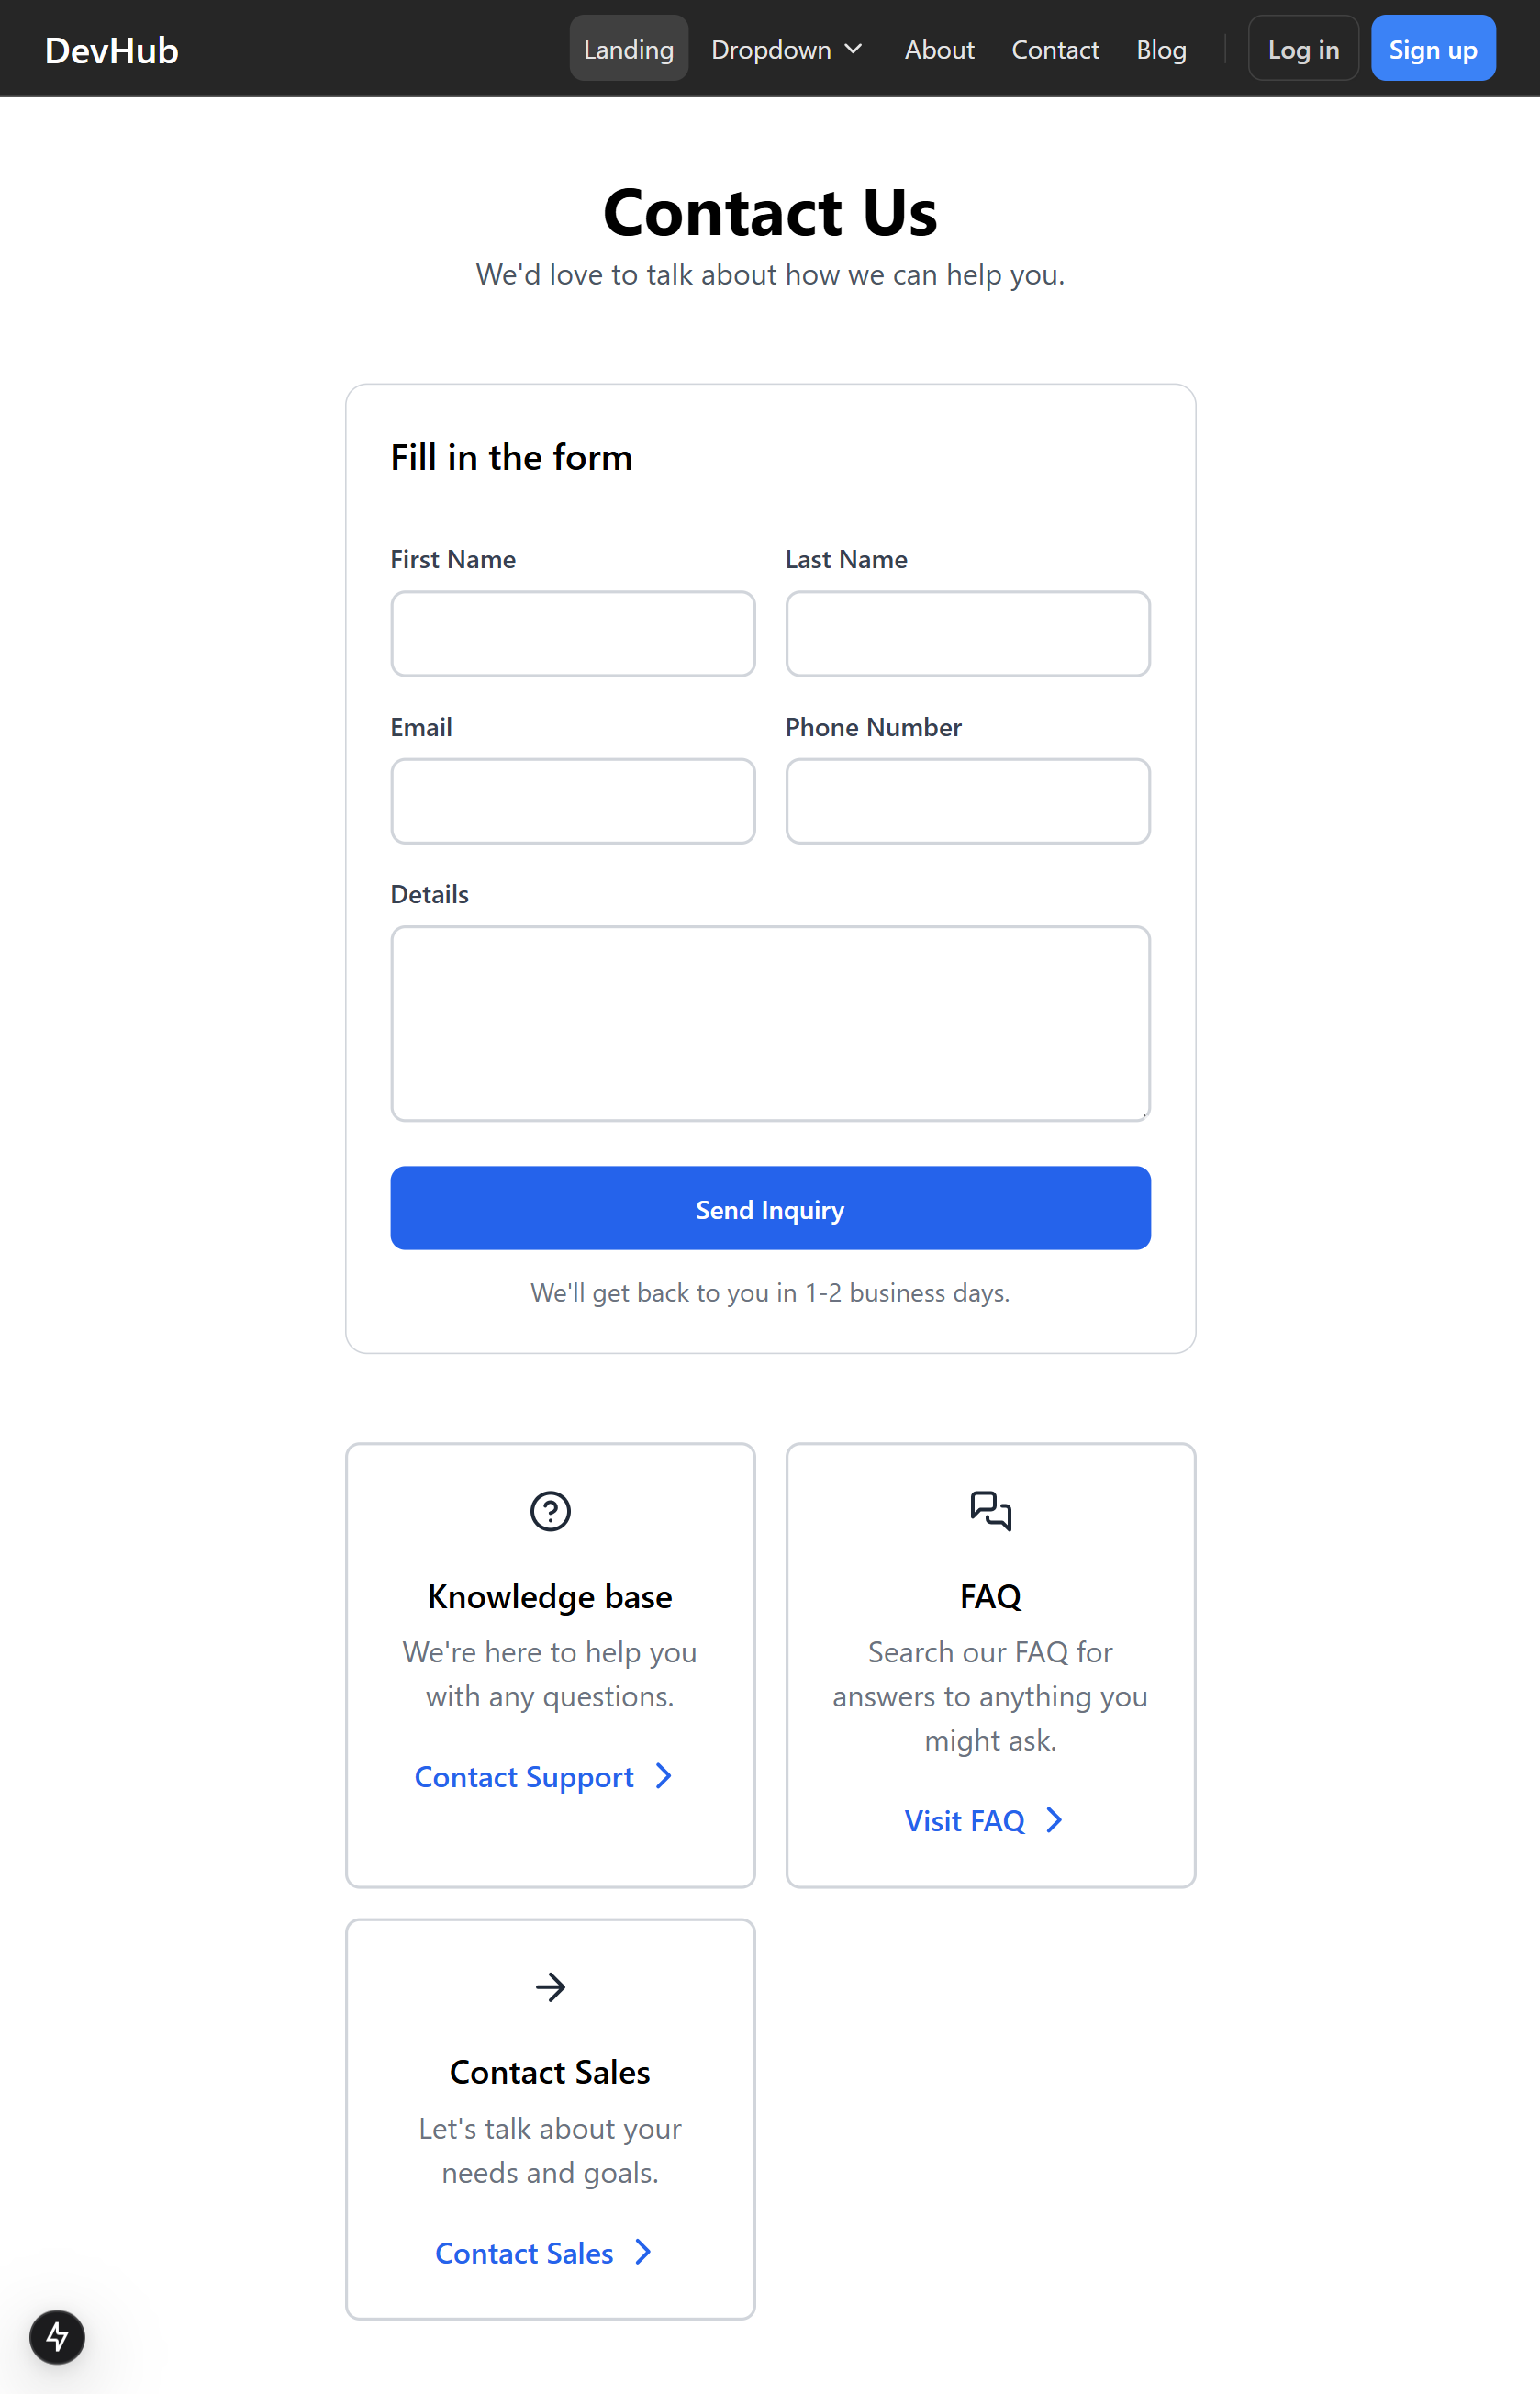 DevHub
Landing
Dropdown
About
Contact
Blog
Log in
Sign up
Contact Us
We'd love to talk about how we can help you.
Fill in the form
First Name
Last Name
Email
Phone Number
Details
Send Inquiry
We'll get back to you in 1-2 business days.
Knowledge base
We're here to help you
with any questions.
Contact Support
FAQ
Search our FAQ for
answers to anything you
might ask.
Visit FAQ
Contact Sales
Let's talk about your
needs and goals.
Contact Sales